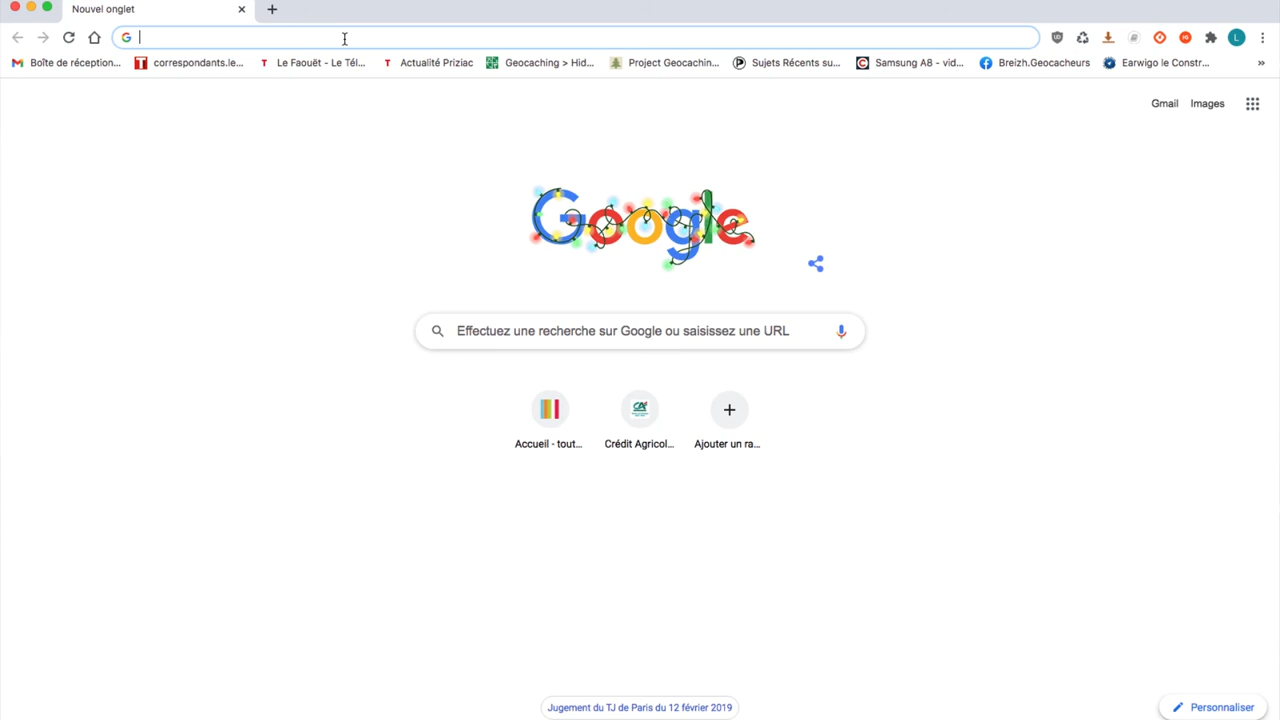 Nouvel onglet
Boîte de réception... correspondants.le... Le Faouët - Le Tél... Actualité Priziac Geocaching > Hid... Project Geocachin... Sujets Récents su... Samsung A8 - vid... Breizh.Geocacheurs Earwigo le Constr... »
Gmail Images
Google
Effectuez une recherche sur Google ou saisissez une URL
Accueil - tout... Crédit Agricol... Ajouter un ra...
Jugement du TJ de Paris du 12 février 2019
Personnaliser